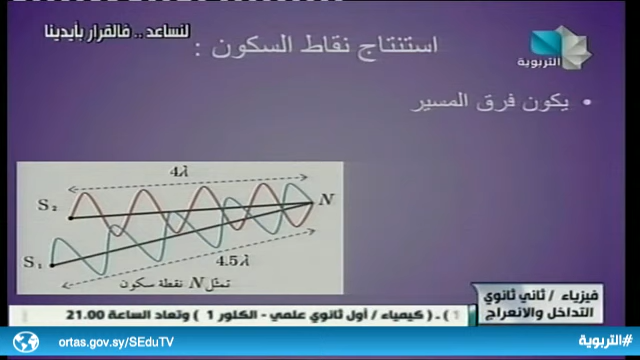 لنساعد .. فالقرار بأيدينا
التربوية
استنتاج نقاط السكون :
• يكون فرق المسير
4λ
S2
N
S1
4.5λ
تمثل N نقطة سكون
فيزياء / ثاني ثانوي
التداخل والانعراج
1 ) ـ ( كيمياء / أول ثانوي علمي - الكلور 1 ) وتعاد الساعة 21.00
ortas.gov.sy/SEduTV
#التربوية